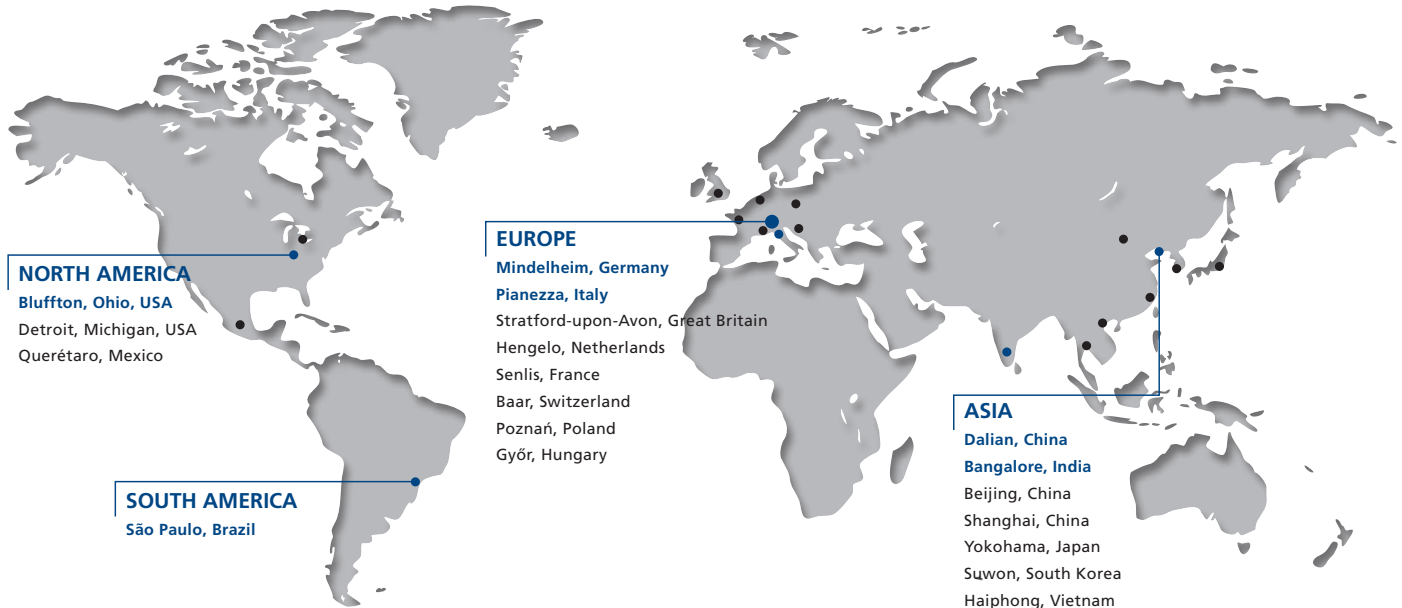 NORTH AMERICA
Bluffton, Ohio, USA
Detroit, Michigan, USA
Querétaro, Mexico
SOUTH AMERICA
São Paulo, Brazil
EUROPE
Mindelheim, Germany
Pianezza, Italy
Stratford-upon-Avon, Great Britain
Hengelo, Netherlands
Senlis, France
Baar, Switzerland
Poznań, Poland
Győr, Hungary
ASIA
Dalian, China
Bangalore, India
Beijing, China
Shanghai, China
Yokohama, Japan
Suwon, South Korea
Haiphong, Vietnam